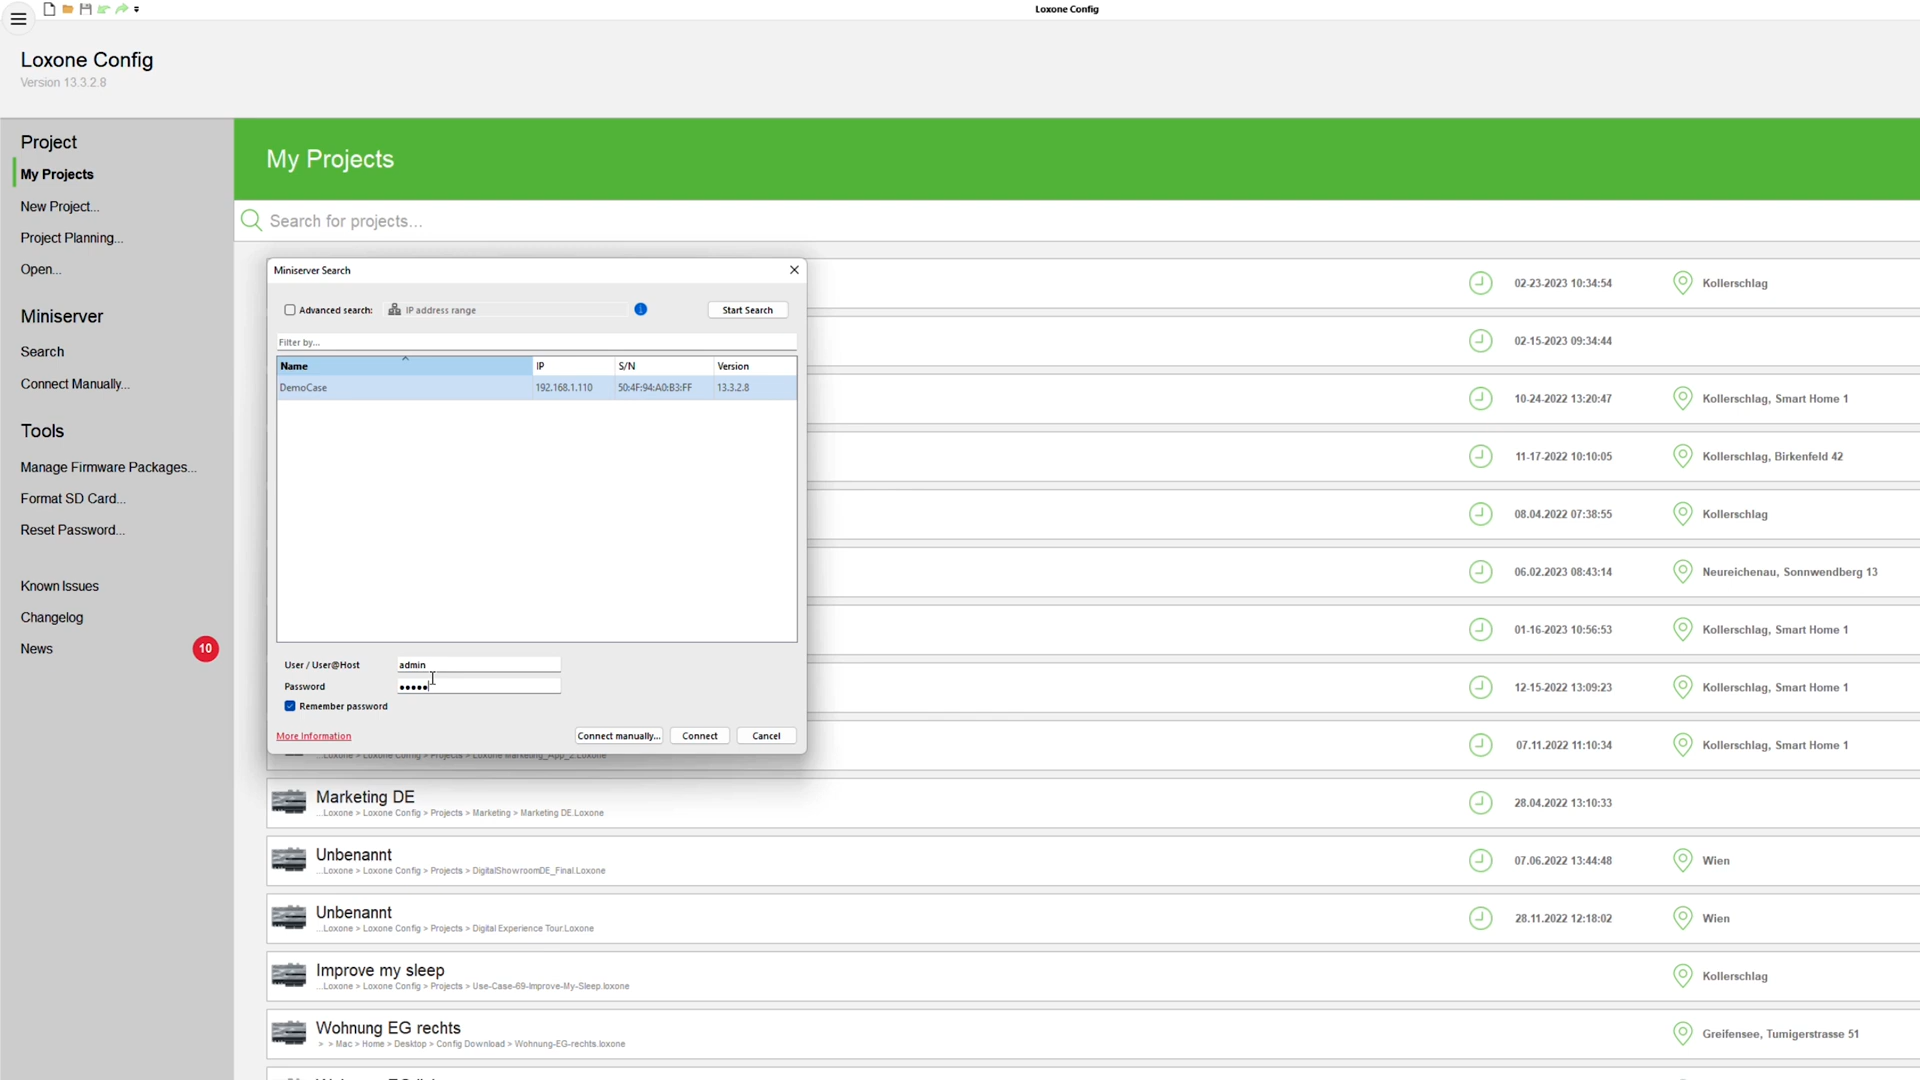 Loxone Config
Loxone Config
Version 13.3.2.8
Project
My Projects
New Project...
Project Planning...
Open...
Miniserver
Search
Connect Manually...
Tools
Manage Firmware Packages...
Format SD Card...
Reset Password...
Known Issues
Changelog
News 10
My Projects
Search for projects...
Miniserver Search
Advanced search: IP address range Start Search
Filter by...
Name IP S/N Version
DemoCase 192.168.1.110 50:4F:94:A0:B3:FF 13.3.2.8
User / User@Host admin
Password •••••
Remember password
More Information Connect manually... Connect Cancel
02-23-2023 10:34:54 Kollerschlag
02-15-2023 09:34:44
10-24-2022 13:20:47 Kollerschlag, Smart Home 1
11-17-2022 10:10:05 Kollerschlag, Birkenfeld 42
08.04.2022 07:38:55 Kollerschlag
06.02.2023 08:43:14 Neureichenau, Sonnwendberg 13
01-16-2023 10:56:53 Kollerschlag, Smart Home 1
12-15-2022 13:09:23 Kollerschlag, Smart Home 1
07.11.2022 11:10:34 Kollerschlag, Smart Home 1
...Loxone > Loxone Config > Projects > Loxone Marketing_App_2.Loxone
Marketing DE
...Loxone > Loxone Config > Projects > Marketing > Marketing DE.Loxone
28.04.2022 13:10:33
Unbenannt
...Loxone > Loxone Config > Projects > DigitalShowroomDE_Final.Loxone
07.06.2022 13:44:48 Wien
Unbenannt
...Loxone > Loxone Config > Projects > Digital Experience Tour.Loxone
28.11.2022 12:18:02 Wien
Improve my sleep
...Loxone > Loxone Config > Projects > Use-Case-69-Improve-My-Sleep.loxone
Kollerschlag
Wohnung EG rechts
> > Mac > Home > Desktop > Config Download > Wohnung-EG-rechts.loxone
Greifensee, Tumigerstrasse 51